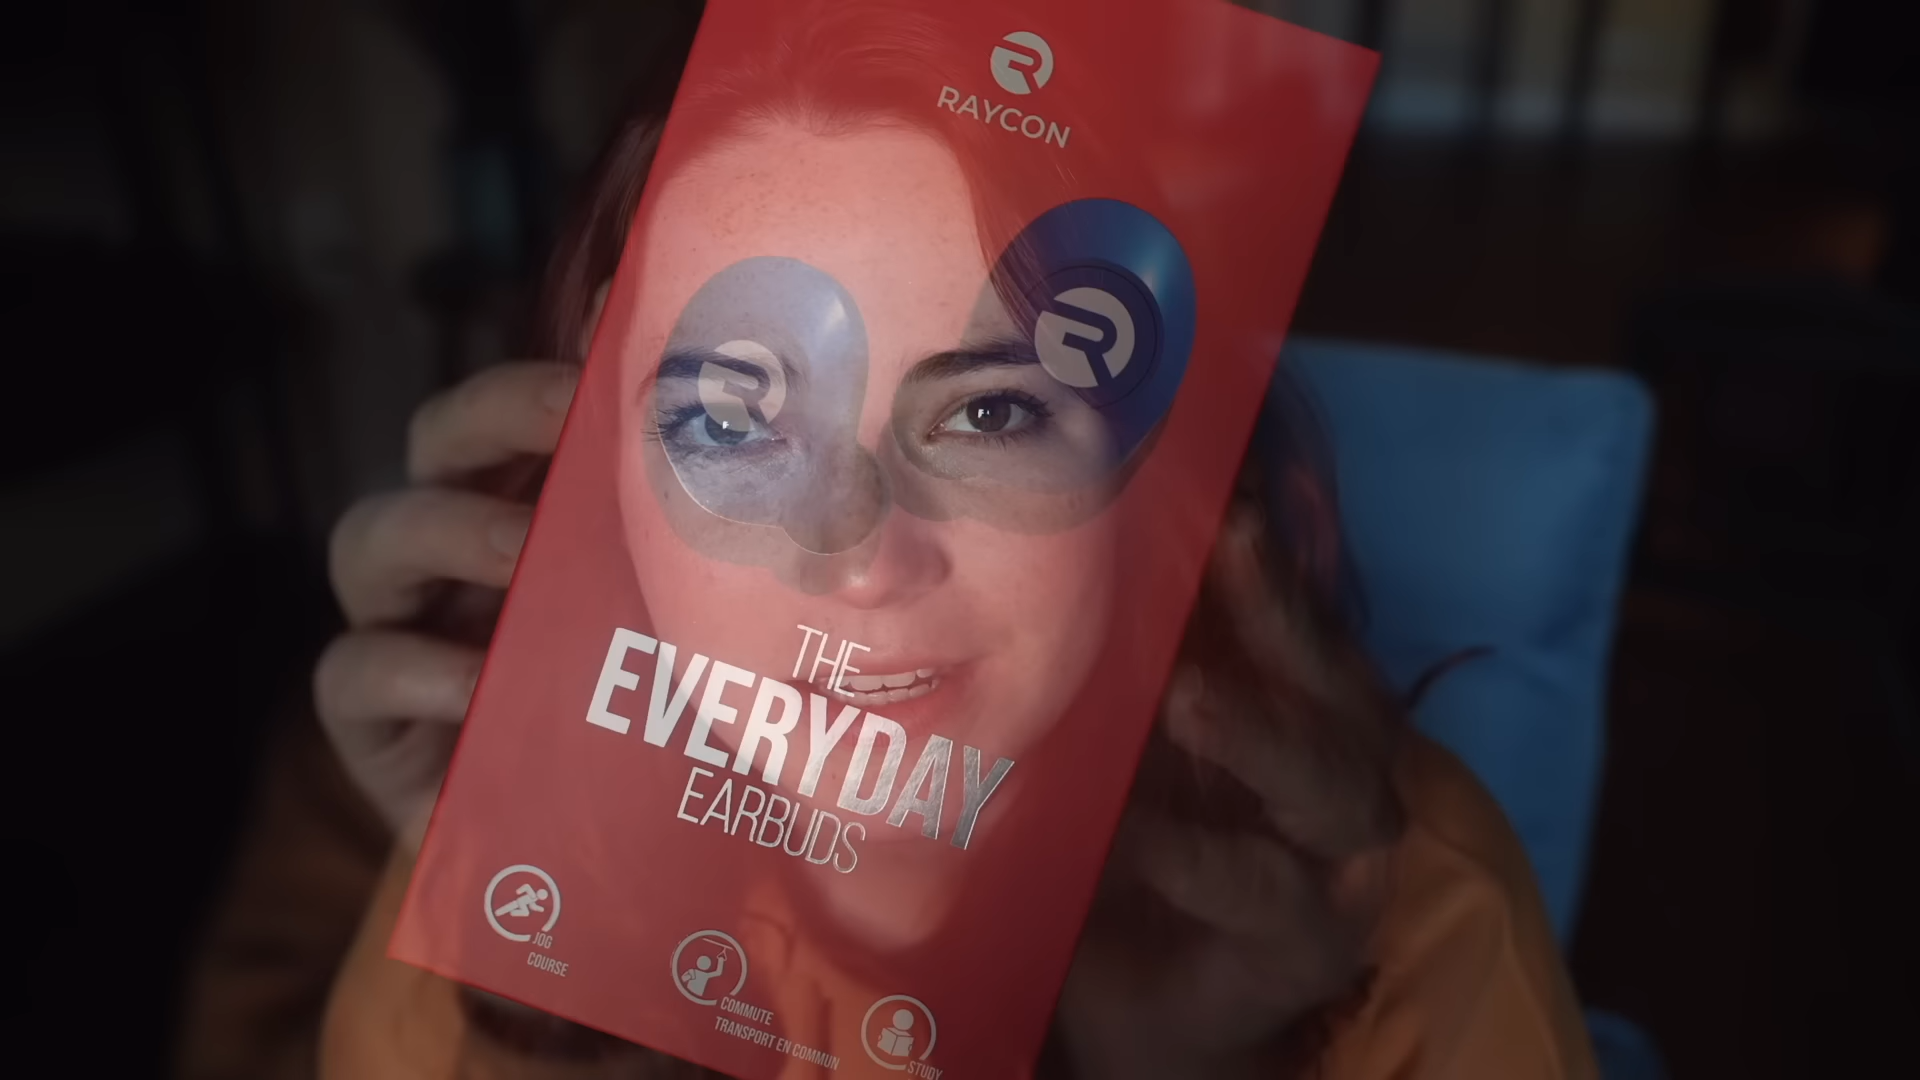 RAYCON
THE
EVERYDAY
EARBUDS
JOG
COURSE
COMMUTE
TRANSPORT EN COMMUN
STUDY